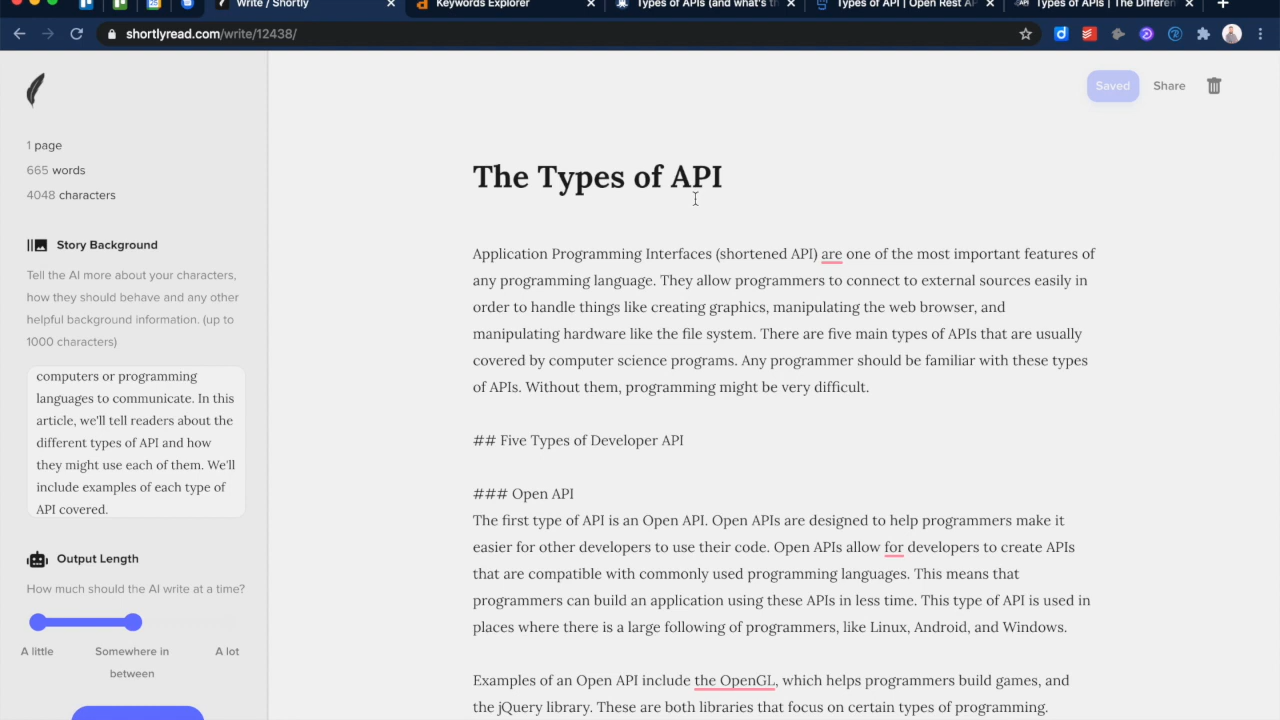 Write / Shortly
Keywords Explorer
Types of APIs (and what's th
Types of API | Open Rest AP
Types of APIs | The Differen
shortlyread.com/write/12438/
Saved
Share
1 page
665 words
4048 characters
Story Background
Tell the AI more about your characters,
how they should behave and any other
helpful background information. (up to
1000 characters)
computers or programming
languages to communicate. In this
article, we'll tell readers about the
different types of API and how
they might use each of them. We'll
include examples of each type of
API covered.
Output Length
How much should the AI write at a time?
A little
Somewhere in
between
A lot
The Types of API
Application Programming Interfaces (shortened API) are one of the most important features of
any programming language. They allow programmers to connect to external sources easily in
order to handle things like creating graphics, manipulating the web browser, and
manipulating hardware like the file system. There are five main types of APIs that are usually
covered by computer science programs. Any programmer should be familiar with these types
of APIs. Without them, programming might be very difficult.
## Five Types of Developer API
### Open API
The first type of API is an Open API. Open APIs are designed to help programmers make it
easier for other developers to use their code. Open APIs allow for developers to create APIs
that are compatible with commonly used programming languages. This means that
programmers can build an application using these APIs in less time. This type of API is used in
places where there is a large following of programmers, like Linux, Android, and Windows.
Examples of an Open API include the OpenGL, which helps programmers build games, and
the jQuery library. These are both libraries that focus on certain types of programming.